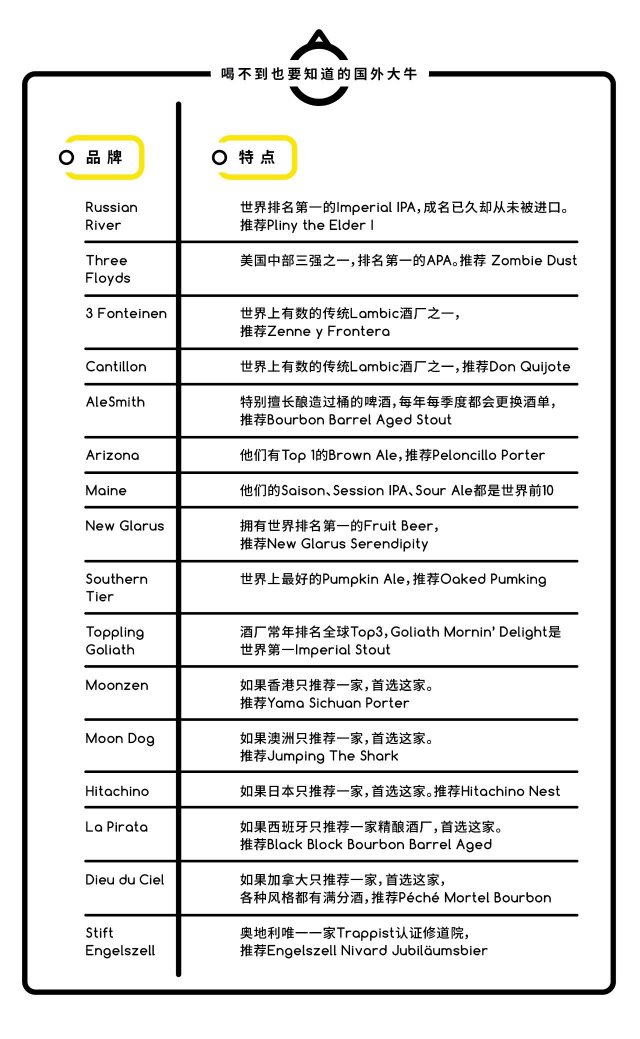 喝不到也要知道的国外大牛
品牌
特点
Russian
River
世界排名第一的Imperial IPA，成名已久却从未被进口。
推荐Pliny the Elder I
Three
Floyds
美国中部三强之一，排名第一的APA。推荐 Zombie Dust
3 Fonteinen
世界上有数的传统Lambic酒厂之一，
推荐Zenne y Frontera
Cantillon
世界上有数的传统Lambic酒厂之一，推荐Don Quijote
AleSmith
特别擅长酿造过桶的啤酒，每年每季度都会更换酒单，
推荐Bourbon Barrel Aged Stout
Arizona
他们有Top 1的Brown Ale，推荐Peloncillo Porter
Maine
他们的Saison、Session IPA、Sour Ale都是世界前10
New Glarus
拥有世界排名第一的Fruit Beer，
推荐New Glarus Serendipity
Southern
Tier
世界上最好的Pumpkin Ale，推荐Oaked Pumking
Toppling
Goliath
酒厂常年排名全球Top3，Goliath Mornin’ Delight是
世界第一Imperial Stout
Moonzen
如果香港只推荐一家，首选这家。
推荐Yama Sichuan Porter
Moon Dog
如果澳洲只推荐一家，首选这家。
推荐Jumping The Shark
Hitachino
如果日本只推荐一家，首选这家。推荐Hitachino Nest
La Pirata
如果西班牙只推荐一家精酿酒厂，首选这家。
推荐Black Block Bourbon Barrel Aged
Dieu du Ciel
如果加拿大只推荐一家，首选这家，
各种风格都有满分酒，推荐Péché Mortel Bourbon
Stift
Engelszell
奥地利唯一一家Trappist认证修道院，
推荐Engelszell Nivard Jubiläumsbier